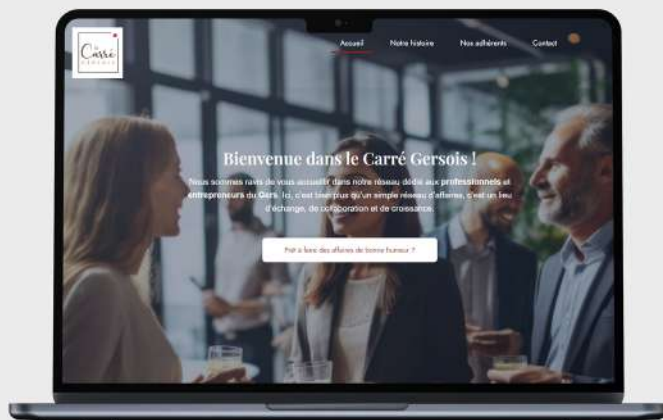 Le
Carré
GERSOIS
Accueil
Notre histoire
Nos adhérents
Contact
Bienvenue dans le Carré Gersois !
Nous sommes ravis de vous accueillir dans notre réseau dédié aux professionnels et
entrepreneurs du Gers. Ici, c'est bien plus qu'un simple réseau d'affaires, c'est un lieu
d'échange, de collaboration et de croissance.
Prêt à faire des affaires de bonne humeur ?